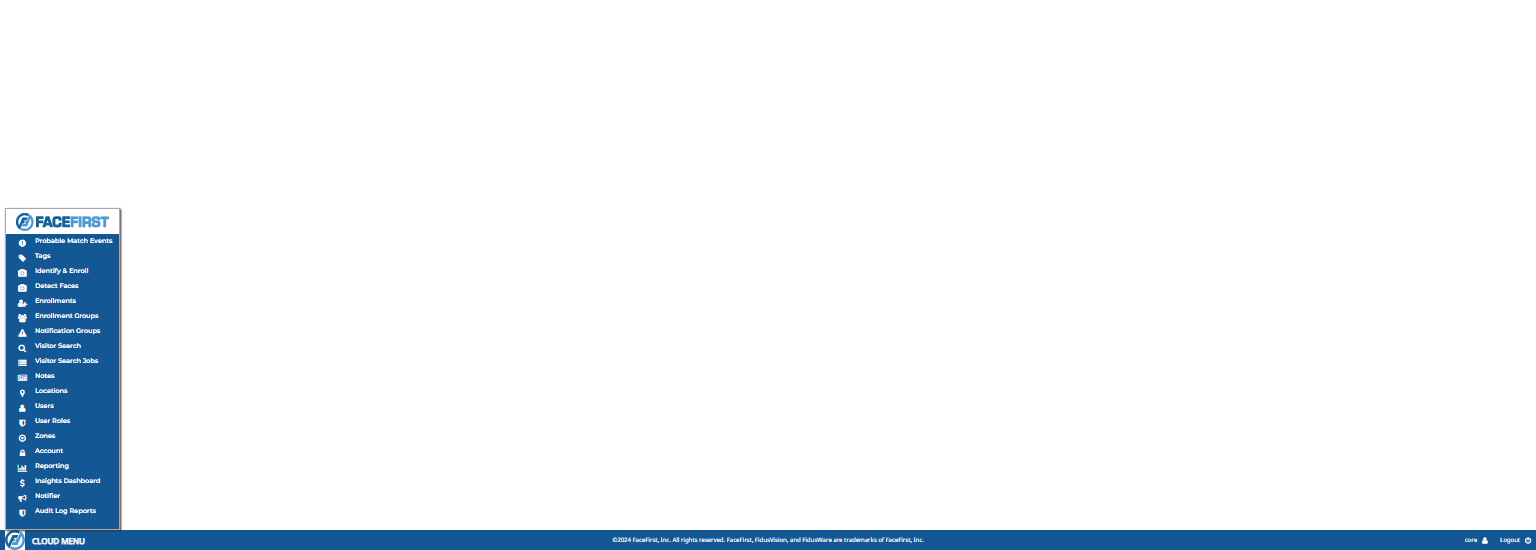 FACEFIRST
Probable Match Events
Tags
Identify & Enroll
Detect Faces
Enrollments
Enrollment Groups
Notification Groups
Visitor Search
Visitor Search Jobs
Notes
Locations
Users
User Roles
Zones
Account
Reporting
Insights Dashboard
Notifier
Audit Log Reports
CLOUD MENU
©2024 FaceFirst, Inc. All rights reserved. FaceFirst, FidusVision, and FidusWare are trademarks of FaceFirst, Inc.
core
Logout